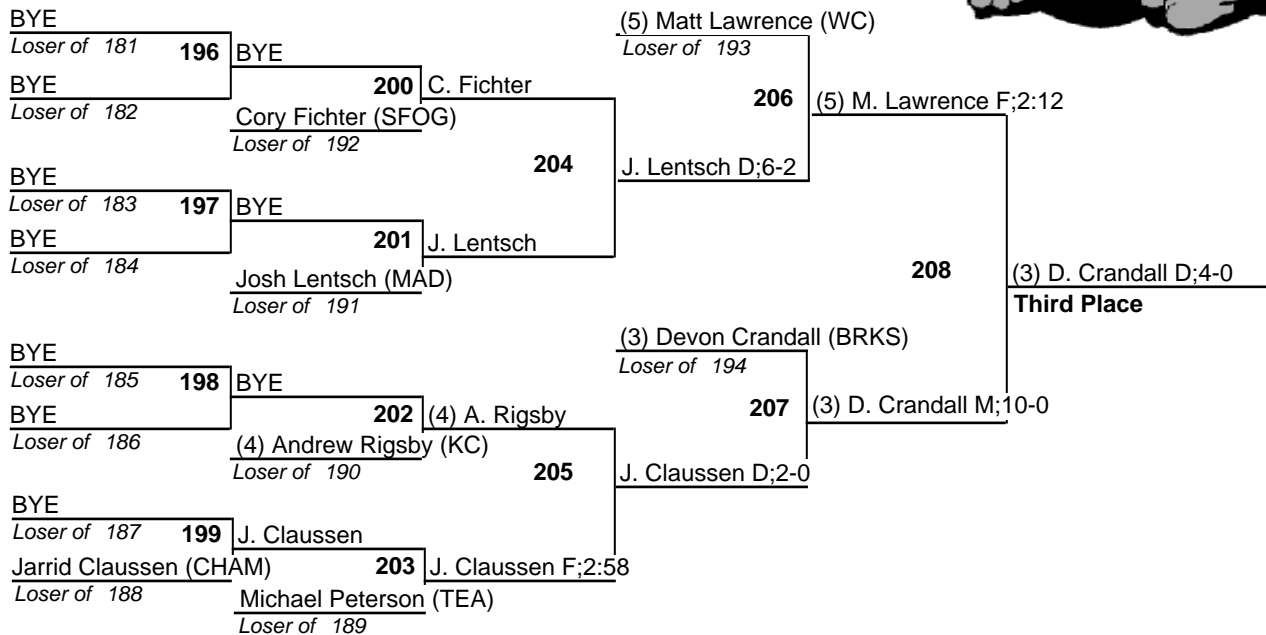 BYE
Loser of 181
196
BYE
BYE
Loser of 182
200
C. Fichter
Cory Fichter (SFOG)
Loser of 192
BYE
Loser of 183
197
BYE
BYE
Loser of 184
201
J. Lentsch
Josh Lentsch (MAD)
Loser of 191
204
(5) Matt Lawrence (WC)
Loser of 193
206
(5) M. Lawrence F;2:12
J. Lentsch D;6-2
BYE
Loser of 185
198
BYE
BYE
Loser of 186
202
(4) A. Rigsby
(4) Andrew Rigsby (KC)
Loser of 190
BYE
Loser of 187
199
J. Claussen
Jarrid Claussen (CHAM)
Loser of 188
203
J. Claussen F;2:58
Michael Peterson (TEA)
Loser of 189
205
(3) Devon Crandall (BRKS)
Loser of 194
207
(3) D. Crandall M;10-0
J. Claussen D;2-0
208
(3) D. Crandall D;4-0
Third Place